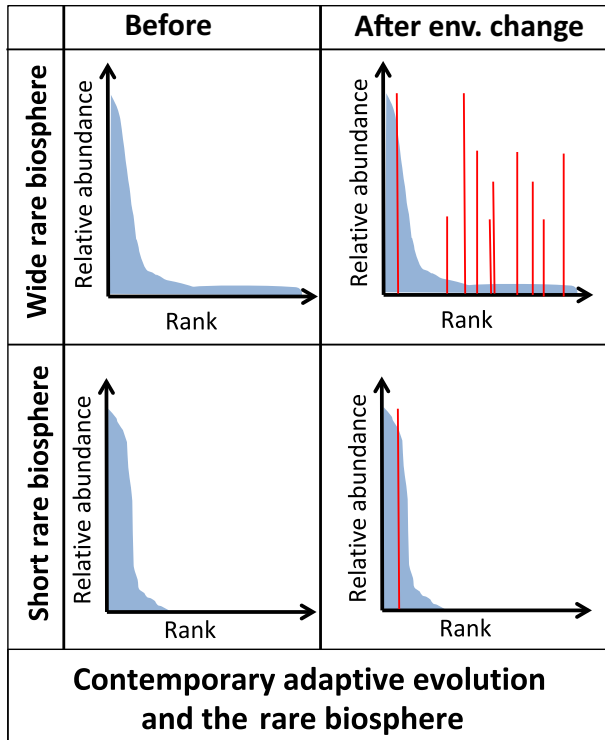 Before
After env. change
Wide rare biosphere
Relative abundance
Rank
Relative abundance
Rank
Short rare biosphere
Relative abundance
Rank
Relative abundance
Rank
Contemporary adaptive evolution
and the rare biosphere